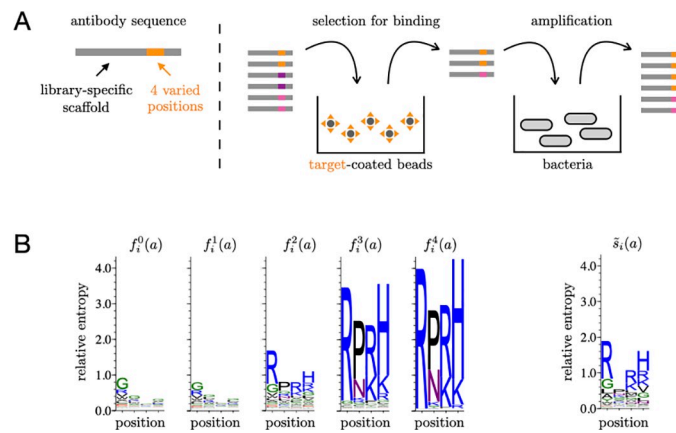 A
antibody sequence
selection for binding
amplification
library-specific
scaffold
4 varied
positions
target-coated beads
bacteria
B
f_i^0(a)
f_i^1(a)
f_i^2(a)
f_i^3(a)
f_i^4(a)
s̃_i(a)
relative entropy
4.0
3.0
2.0
1.0
0.0
G
G
R G P R H
R P N R K H K
R P N R K H K
relative entropy
4.0
3.0
2.0
1.0
0.0
R G R H R
position
position
position
position
position
position